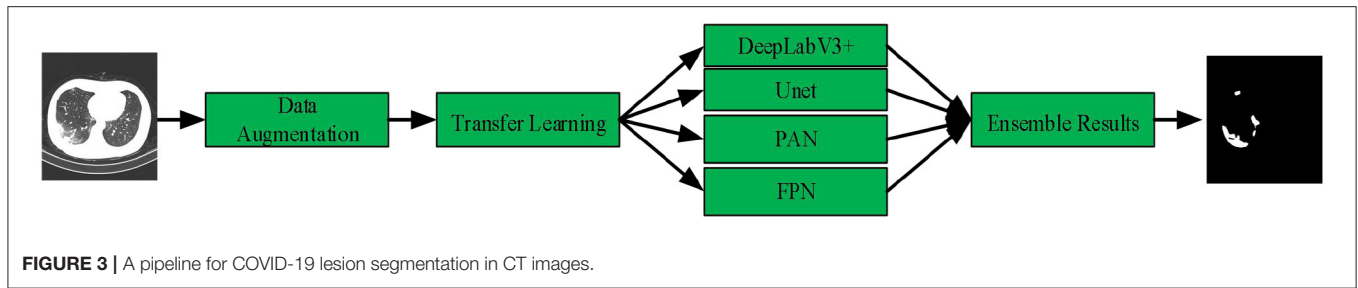 Data
Augmentation
Transfer Learning
DeepLabV3+
Unet
PAN
FPN
Ensemble Results
FIGURE 3 | A pipeline for COVID-19 lesion segmentation in CT images.